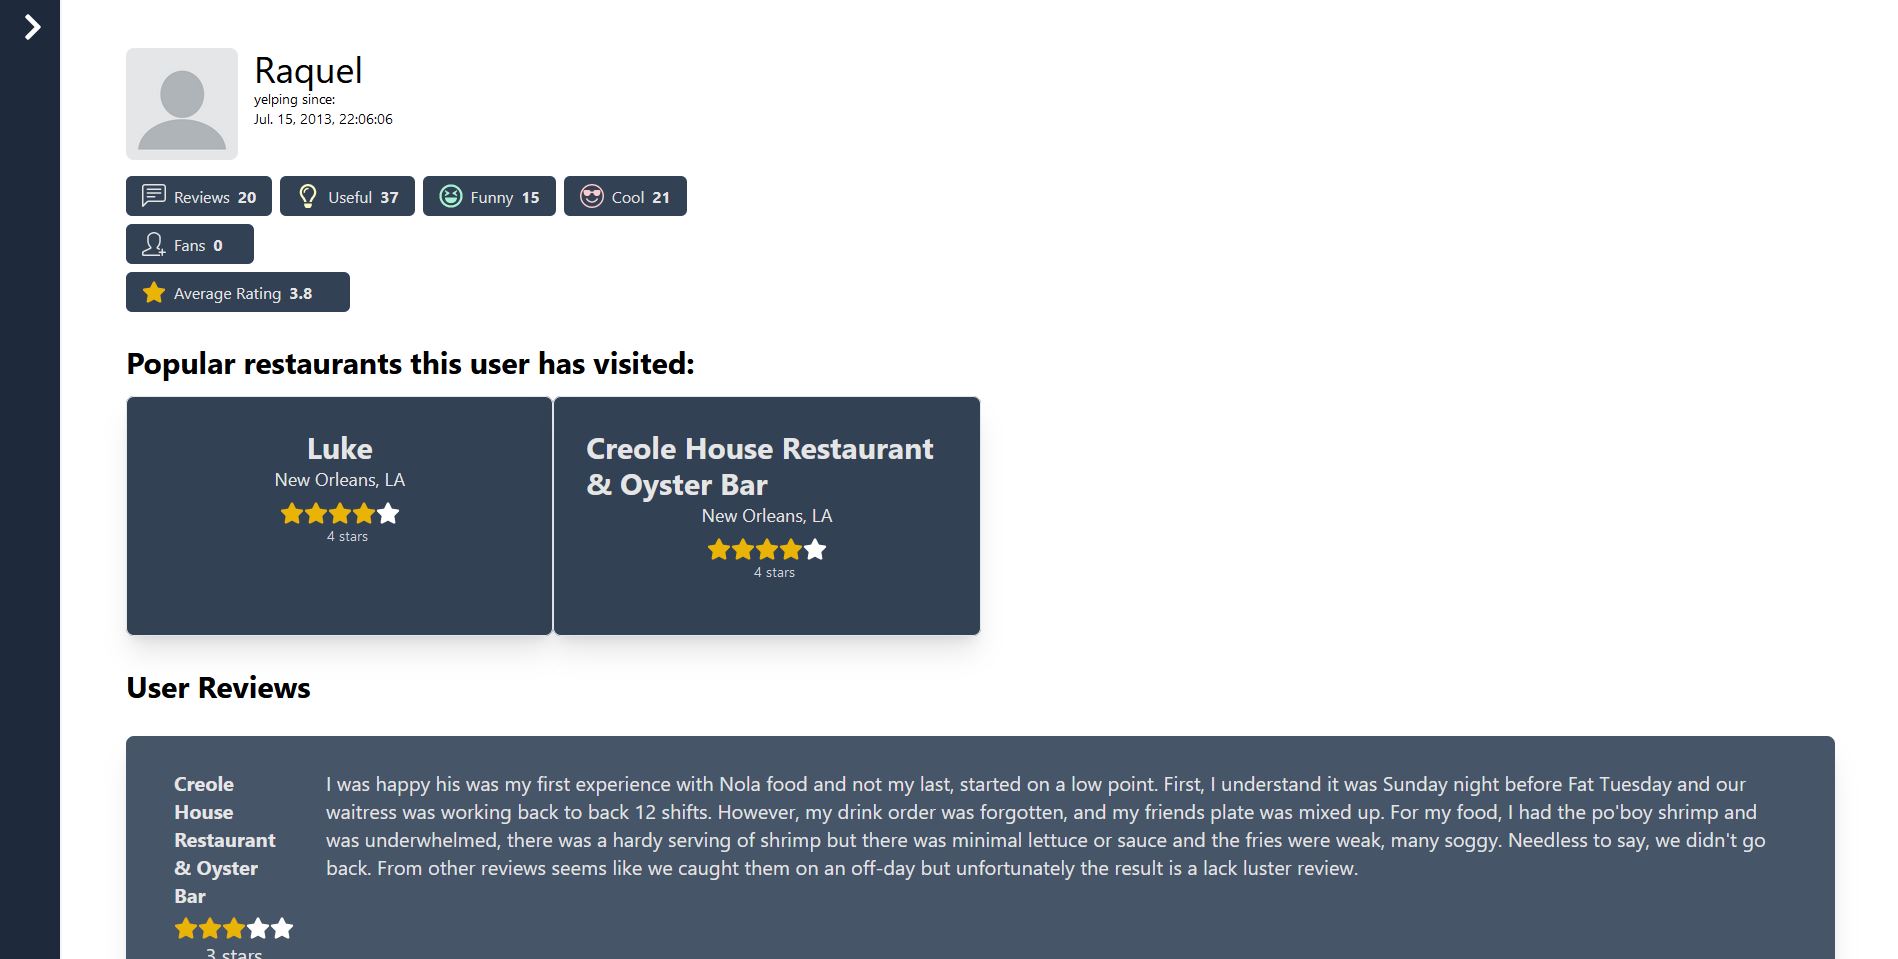 Raquel
yelping since:
Jul. 15, 2013, 22:06:06
Reviews 20
Useful 37
Funny 15
Cool 21
Fans 0
Average Rating 3.8
Popular restaurants this user has visited:
Luke
New Orleans, LA
4 stars
Creole House Restaurant
& Oyster Bar
New Orleans, LA
4 stars
User Reviews
Creole
House
Restaurant
& Oyster
Bar
3 stars
I was happy his was my first experience with Nola food and not my last, started on a low point. First, I understand it was Sunday night before Fat Tuesday and our
waitress was working back to back 12 shifts. However, my drink order was forgotten, and my friends plate was mixed up. For my food, I had the po'boy shrimp and
was underwhelmed, there was a hardy serving of shrimp but there was minimal lettuce or sauce and the fries were weak, many soggy. Needless to say, we didn't go
back. From other reviews seems like we caught them on an off-day but unfortunately the result is a lack luster review.